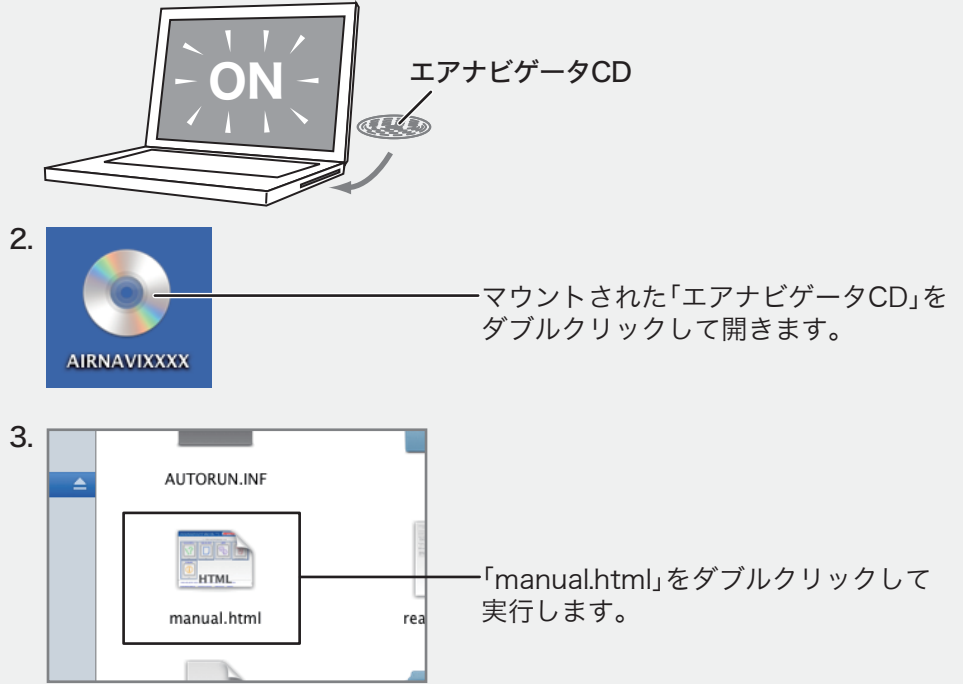 ON
エアナビゲータCD
2.
AIRNAVIXXXX
マウントされた「エアナビゲータCD」を
ダブルクリックして開きます。
3.
AUTORUN.INF
HTML
manual.html
rea
「manual.html」をダブルクリックして
実行します。